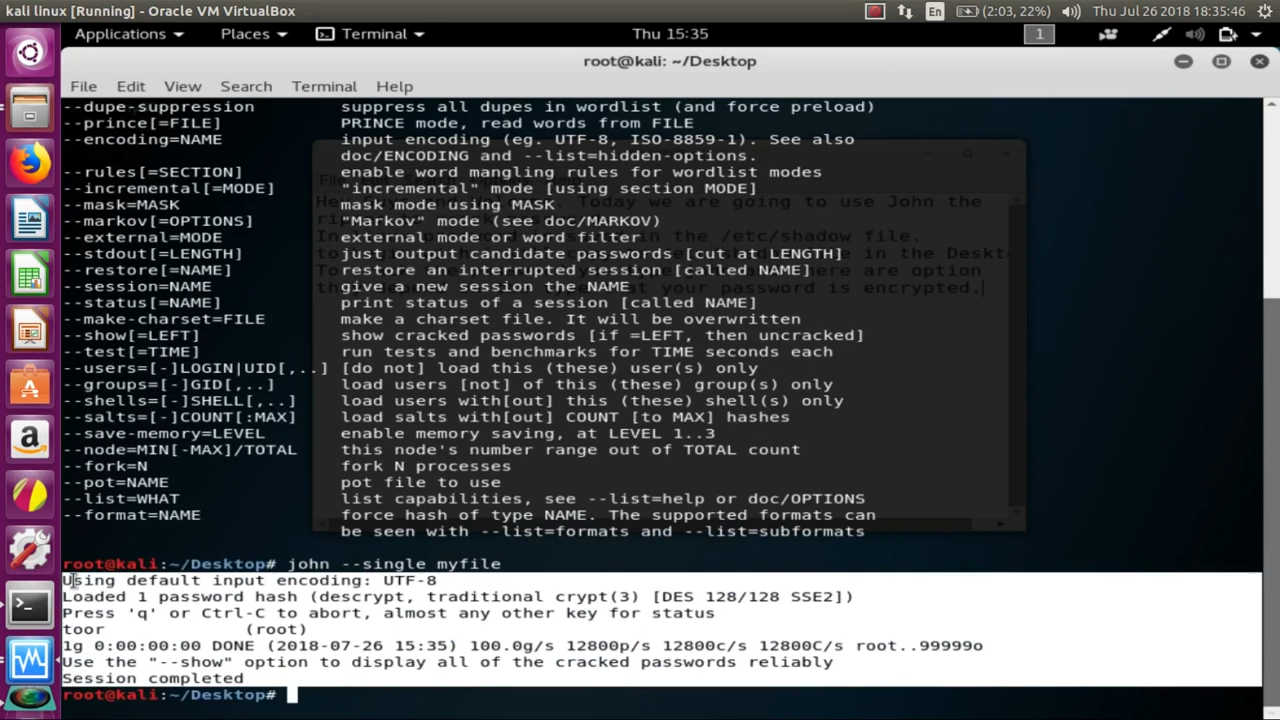 kali linux [Running] - Oracle VM VirtualBox
En
(2:03, 22%)
Thu Jul 26 2018 18:35:46
Applications
Places
Terminal
Thu 15:35
1
root@kali: ~/Desktop
File Edit View Search Terminal Help
--dupe-suppression suppress all dupes in wordlist (and force preload)
--prince[=FILE] PRINCE mode, read words from FILE
--encoding=NAME input encoding (eg. UTF-8, ISO-8859-1). See also
doc/ENCODING and --list=hidden-options.
--rules[=SECTION] enable word mangling rules for wordlist modes
--incremental[=MODE] "incremental" mode [using section MODE]
--mask=MASK mask mode using MASK
--markov[=OPTIONS] "Markov" mode (see doc/MARKOV)
--external=MODE external mode or word filter
--stdout[=LENGTH] just output candidate passwords [cut at LENGTH]
--restore[=NAME] restore an interrupted session [called NAME]
--session=NAME give a new session the NAME
--status[=NAME] print status of a session [called NAME]
--make-charset=FILE make a charset file. It will be overwritten
--show[=LEFT] show cracked passwords [if =LEFT, then uncracked]
--test[=TIME] run tests and benchmarks for TIME seconds each
--users=[-]LOGIN|UID[,..] [do not] load this (these) user(s) only
--groups=[-]GID[,..] load users [not] of this (these) group(s) only
--shells=[-]SHELL[,..] load users with[out] this (these) shell(s) only
--salts=[-]COUNT[:MAX] load salts with[out] COUNT [to MAX] hashes
--save-memory=LEVEL enable memory saving, at LEVEL 1..3
--node=MIN[-MAX]/TOTAL this node's number range out of TOTAL count
--fork=N fork N processes
--pot=NAME pot file to use
--list=WHAT list capabilities, see --list=help or doc/OPTIONS
--format=NAME force hash of type NAME. The supported formats can
be seen with --list=formats and --list=subformats
root@kali:~/Desktop# john --single myfile
Using default input encoding: UTF-8
Loaded 1 password hash (descrypt, traditional crypt(3) [DES 128/128 SSE2])
Press 'q' or Ctrl-C to abort, almost any other key for status
toor (root)
1g 0:00:00:00 DONE (2018-07-26 15:35) 100.0g/s 12800p/s 12800c/s 12800C/s root..99999o
Use the "--show" option to display all of the cracked passwords reliably
Session completed
root@kali:~/Desktop#